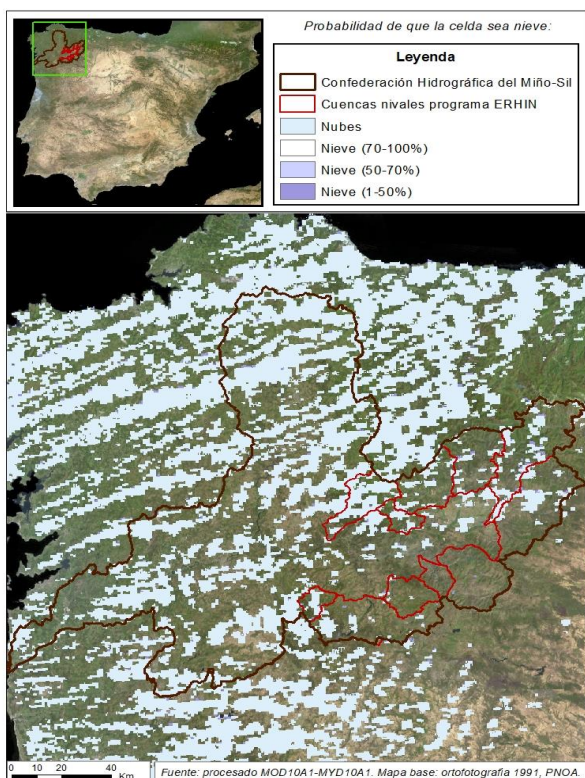 Probabilidad de que la celda sea nieve:
Leyenda
Confederación Hidrográfica del Miño-Sil
Cuencas nivales programa ERHIN
Nubes
Nieve (70-100%)
Nieve (50-70%)
Nieve (1-50%)
0 10 20 40
Km
Fuente: procesado MOD10A1-MYD10A1. Mapa base: ortofotografía 1991, PNOA